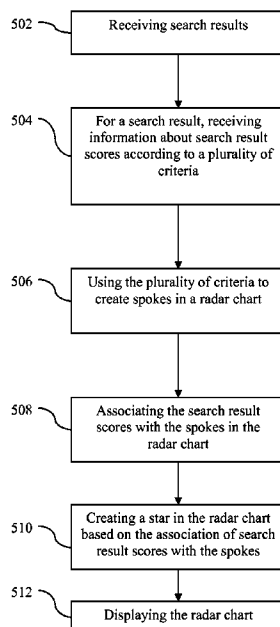 502
Receiving search results
504
For a search result, receiving
information about search result
scores according to a plurality of
criteria
506
Using the plurality of criteria to
create spokes in a radar chart
508
Associating the search result
scores with the spokes in the
radar chart
510
Creating a star in the radar chart
based on the association of search
result scores with the spokes
512
Displaying the radar chart